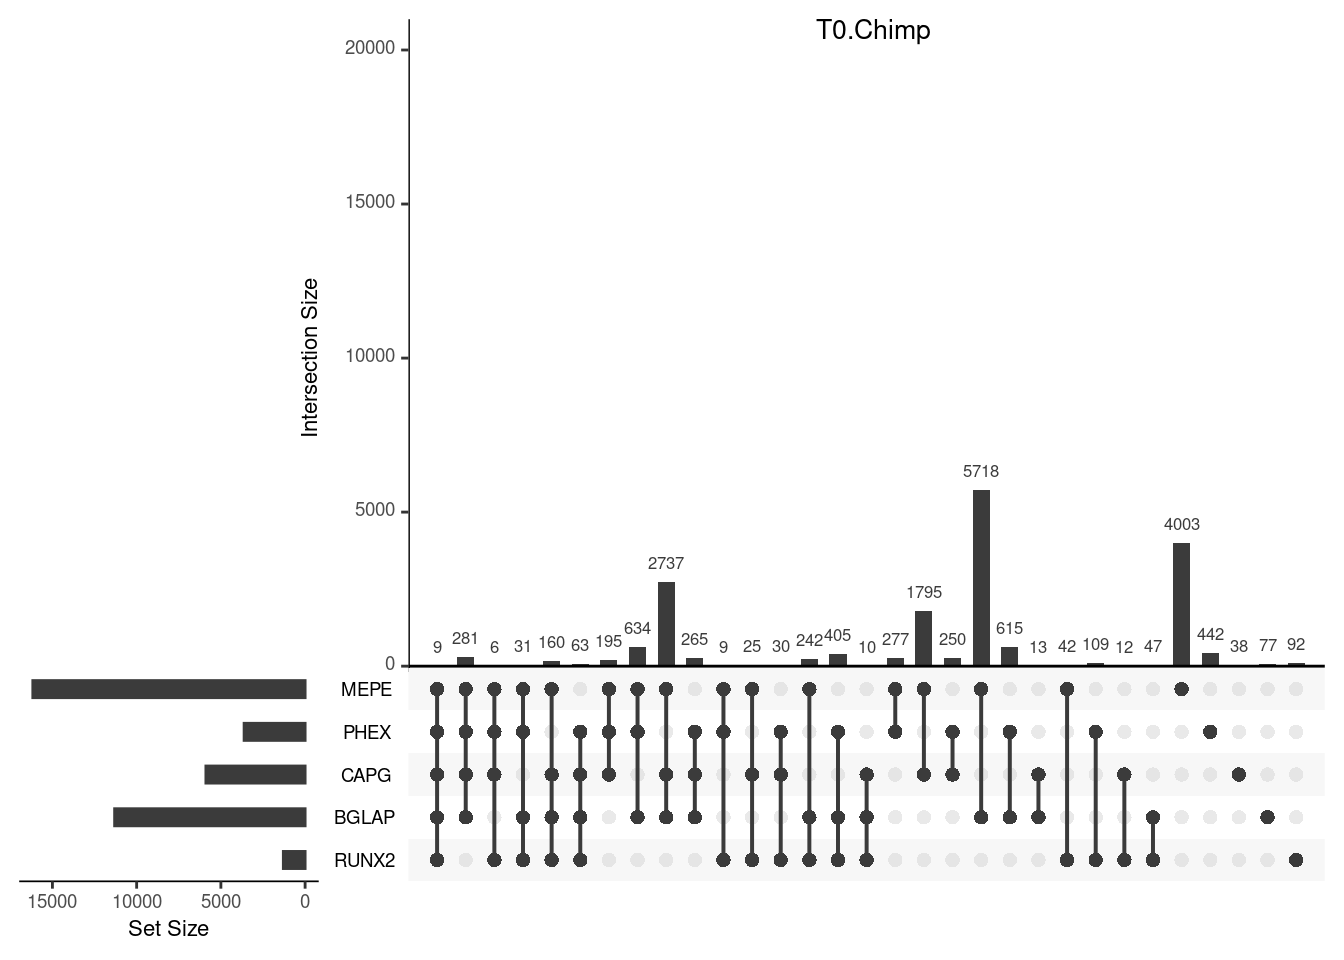 T0.Chimp
20000
15000
10000
5000
0
Intersection Size
9 281 6 31 160 63 195 634 2737 265 9 25 30 242 405 10 277 1795 250 5718 615 13 42 109 12 47 4003 442 38 77 92
MEPE
PHEX
CAPG
BGLAP
RUNX2
15000 10000 5000 0
Set Size